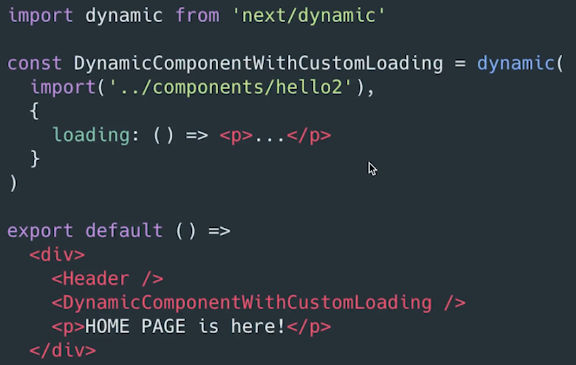 import dynamic from 'next/dynamic'
const DynamicComponentWithCustomLoading = dynamic(
  import('../components/hello2'),
  {
    loading: () => <p>...</p>
  }
)
export default () =>
  <div>
    <Header />
    <DynamicComponentWithCustomLoading />
    <p>HOME PAGE is here!</p>
  </div>